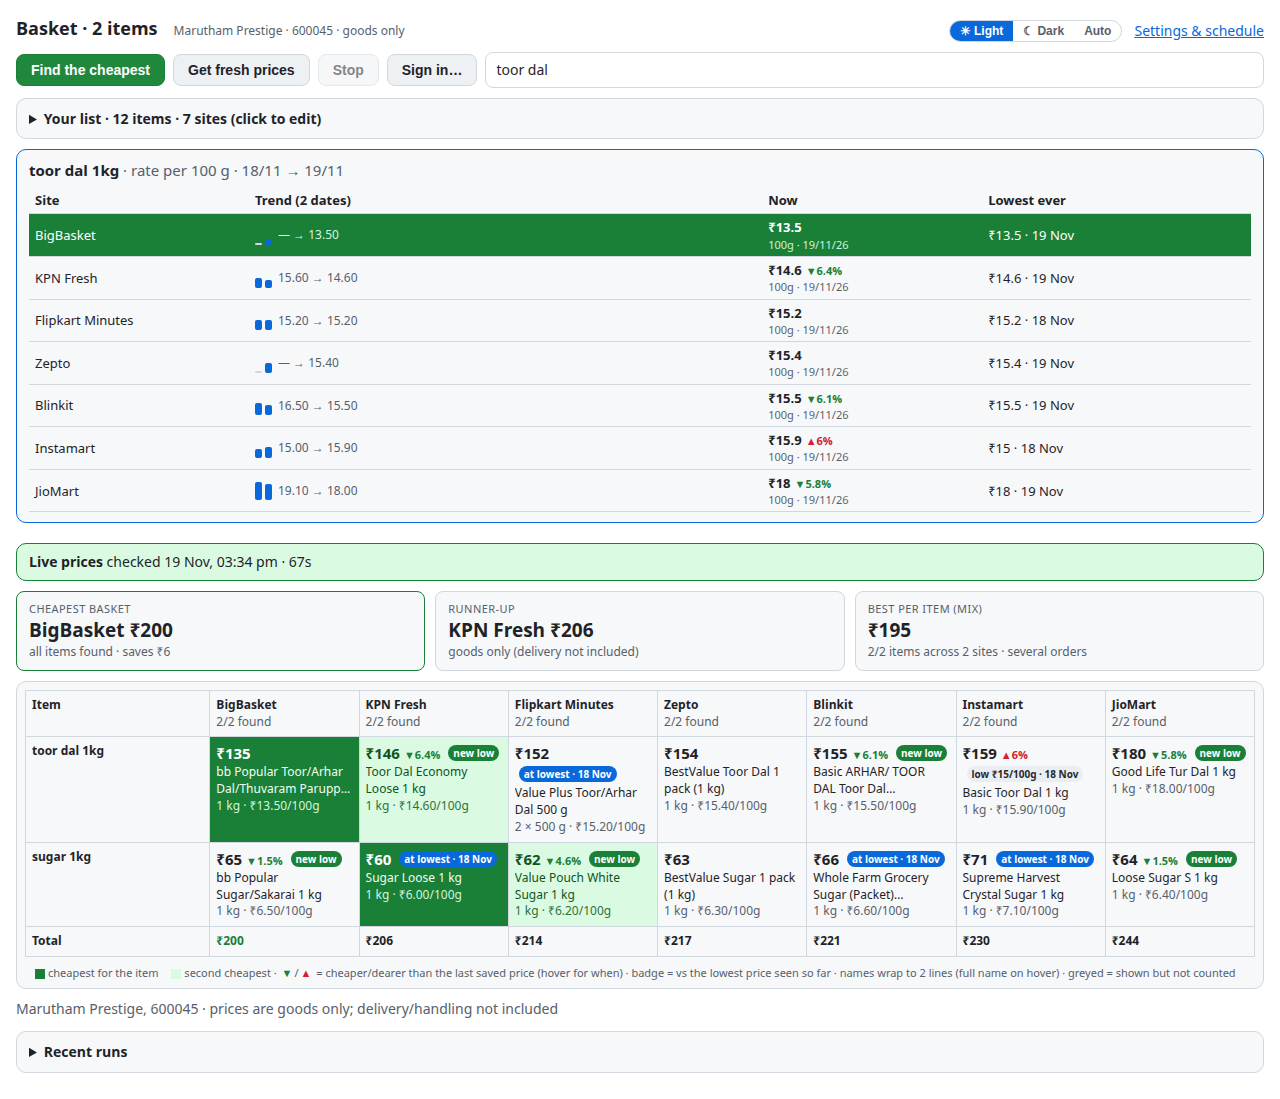 Basket · 2 items Marutham Prestige · 600045 · goods only ☀ Light ☾ Dark Auto Settings & schedule
Find the cheapest Get fresh prices Stop Sign in… toor dal
▶ Your list · 12 items · 7 sites (click to edit)
toor dal 1kg · rate per 100 g · 18/11 → 19/11
Site Trend (2 dates) Now Lowest ever
BigBasket — → 13.50 ₹13.5 ₹13.5 · 19 Nov
100g · 19/11/26
KPN Fresh 15.60 → 14.60 ₹14.6 ▼6.4% ₹14.6 · 19 Nov
100g · 19/11/26
Flipkart Minutes 15.20 → 15.20 ₹15.2 ₹15.2 · 18 Nov
100g · 19/11/26
Zepto — → 15.40 ₹15.4 ₹15.4 · 19 Nov
100g · 19/11/26
Blinkit 16.50 → 15.50 ₹15.5 ▼6.1% ₹15.5 · 19 Nov
100g · 19/11/26
Instamart 15.00 → 15.90 ₹15.9 ▲6% ₹15 · 18 Nov
100g · 19/11/26
JioMart 19.10 → 18.00 ₹18 ▼5.8% ₹18 · 19 Nov
100g · 19/11/26
Live prices checked 19 Nov, 03:34 pm · 67s
CHEAPEST BASKET
BigBasket ₹200
all items found · saves ₹6
RUNNER-UP
KPN Fresh ₹206
goods only (delivery not included)
BEST PER ITEM (MIX)
₹195
2/2 items across 2 sites · several orders
Item
BigBasket
2/2 found
KPN Fresh
2/2 found
Flipkart Minutes
2/2 found
Zepto
2/2 found
Blinkit
2/2 found
Instamart
2/2 found
JioMart
2/2 found
toor dal 1kg
₹135
bb Popular Toor/Arhar
Dal/Thuvaram Parupp…
1 kg · ₹13.50/100g
₹146 ▼6.4% new low
Toor Dal Economy
Loose 1 kg
1 kg · ₹14.60/100g
₹152
at lowest · 18 Nov
Value Plus Toor/Arhar
Dal 500 g
2 × 500 g · ₹15.20/100g
₹154
BestValue Toor Dal 1
pack (1 kg)
1 kg · ₹15.40/100g
₹155 ▼6.1% new low
Basic ARHAR/ TOOR
DAL Toor Dal…
1 kg · ₹15.50/100g
₹159 ▲6%
low ₹15/100g · 18 Nov
Basic Toor Dal 1 kg
1 kg · ₹15.90/100g
₹180 ▼5.8% new low
Good Life Tur Dal 1 kg
1 kg · ₹18.00/100g
sugar 1kg
₹65 ▼1.5% new low
bb Popular
Sugar/Sakarai 1 kg
1 kg · ₹6.50/100g
₹60 at lowest · 18 Nov
Sugar Loose 1 kg
1 kg · ₹6.00/100g
₹62 ▼4.6% new low
Value Pouch White
Sugar 1 kg
1 kg · ₹6.20/100g
₹63
BestValue Sugar 1 pack
(1 kg)
1 kg · ₹6.30/100g
₹66 at lowest · 18 Nov
Whole Farm Grocery
Sugar (Packet)…
1 kg · ₹6.60/100g
₹71 at lowest · 18 Nov
Supreme Harvest
Crystal Sugar 1 kg
1 kg · ₹7.10/100g
₹64 ▼1.5% new low
Loose Sugar S 1 kg
1 kg · ₹6.40/100g
Total ₹200 ₹206 ₹214 ₹217 ₹221 ₹230 ₹244
cheapest for the item second cheapest · ▼ / ▲ = cheaper/dearer than the last saved price (hover for when) · badge = vs the lowest price seen so far · names wrap to 2 lines (full name on hover) · greyed = shown but not counted
Marutham Prestige, 600045 · prices are goods only; delivery/handling not included
▶ Recent runs